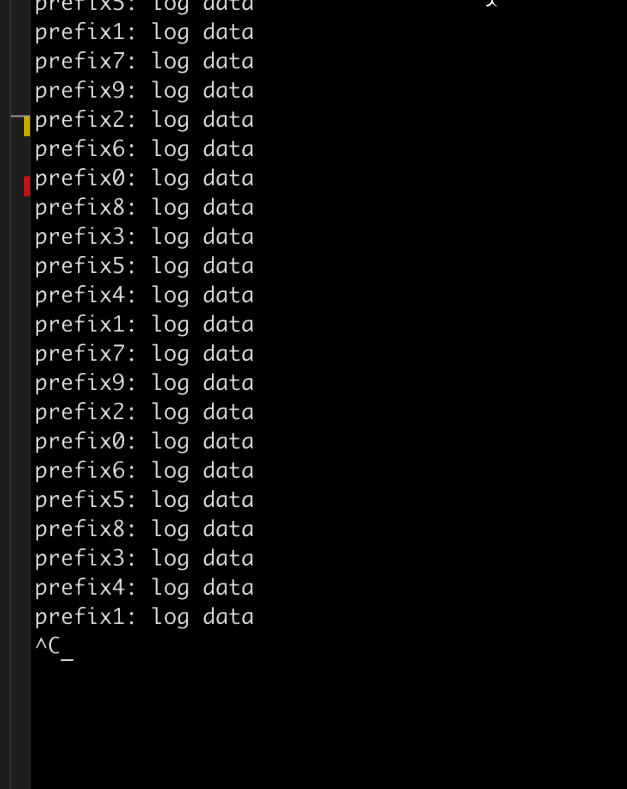 prefix5: log data
prefix1: log data
prefix7: log data
prefix9: log data
prefix2: log data
prefix6: log data
prefix0: log data
prefix8: log data
prefix3: log data
prefix5: log data
prefix4: log data
prefix1: log data
prefix7: log data
prefix9: log data
prefix2: log data
prefix0: log data
prefix6: log data
prefix5: log data
prefix8: log data
prefix3: log data
prefix4: log data
prefix1: log data
^C_